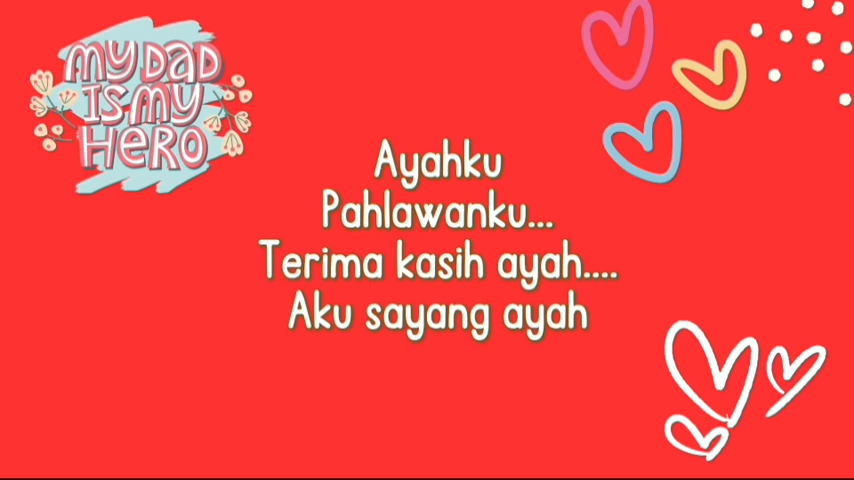 MY DAD
IS MY
HERO
Ayahku
Pahlawanku...
Terima kasih ayah....
Aku sayang ayah